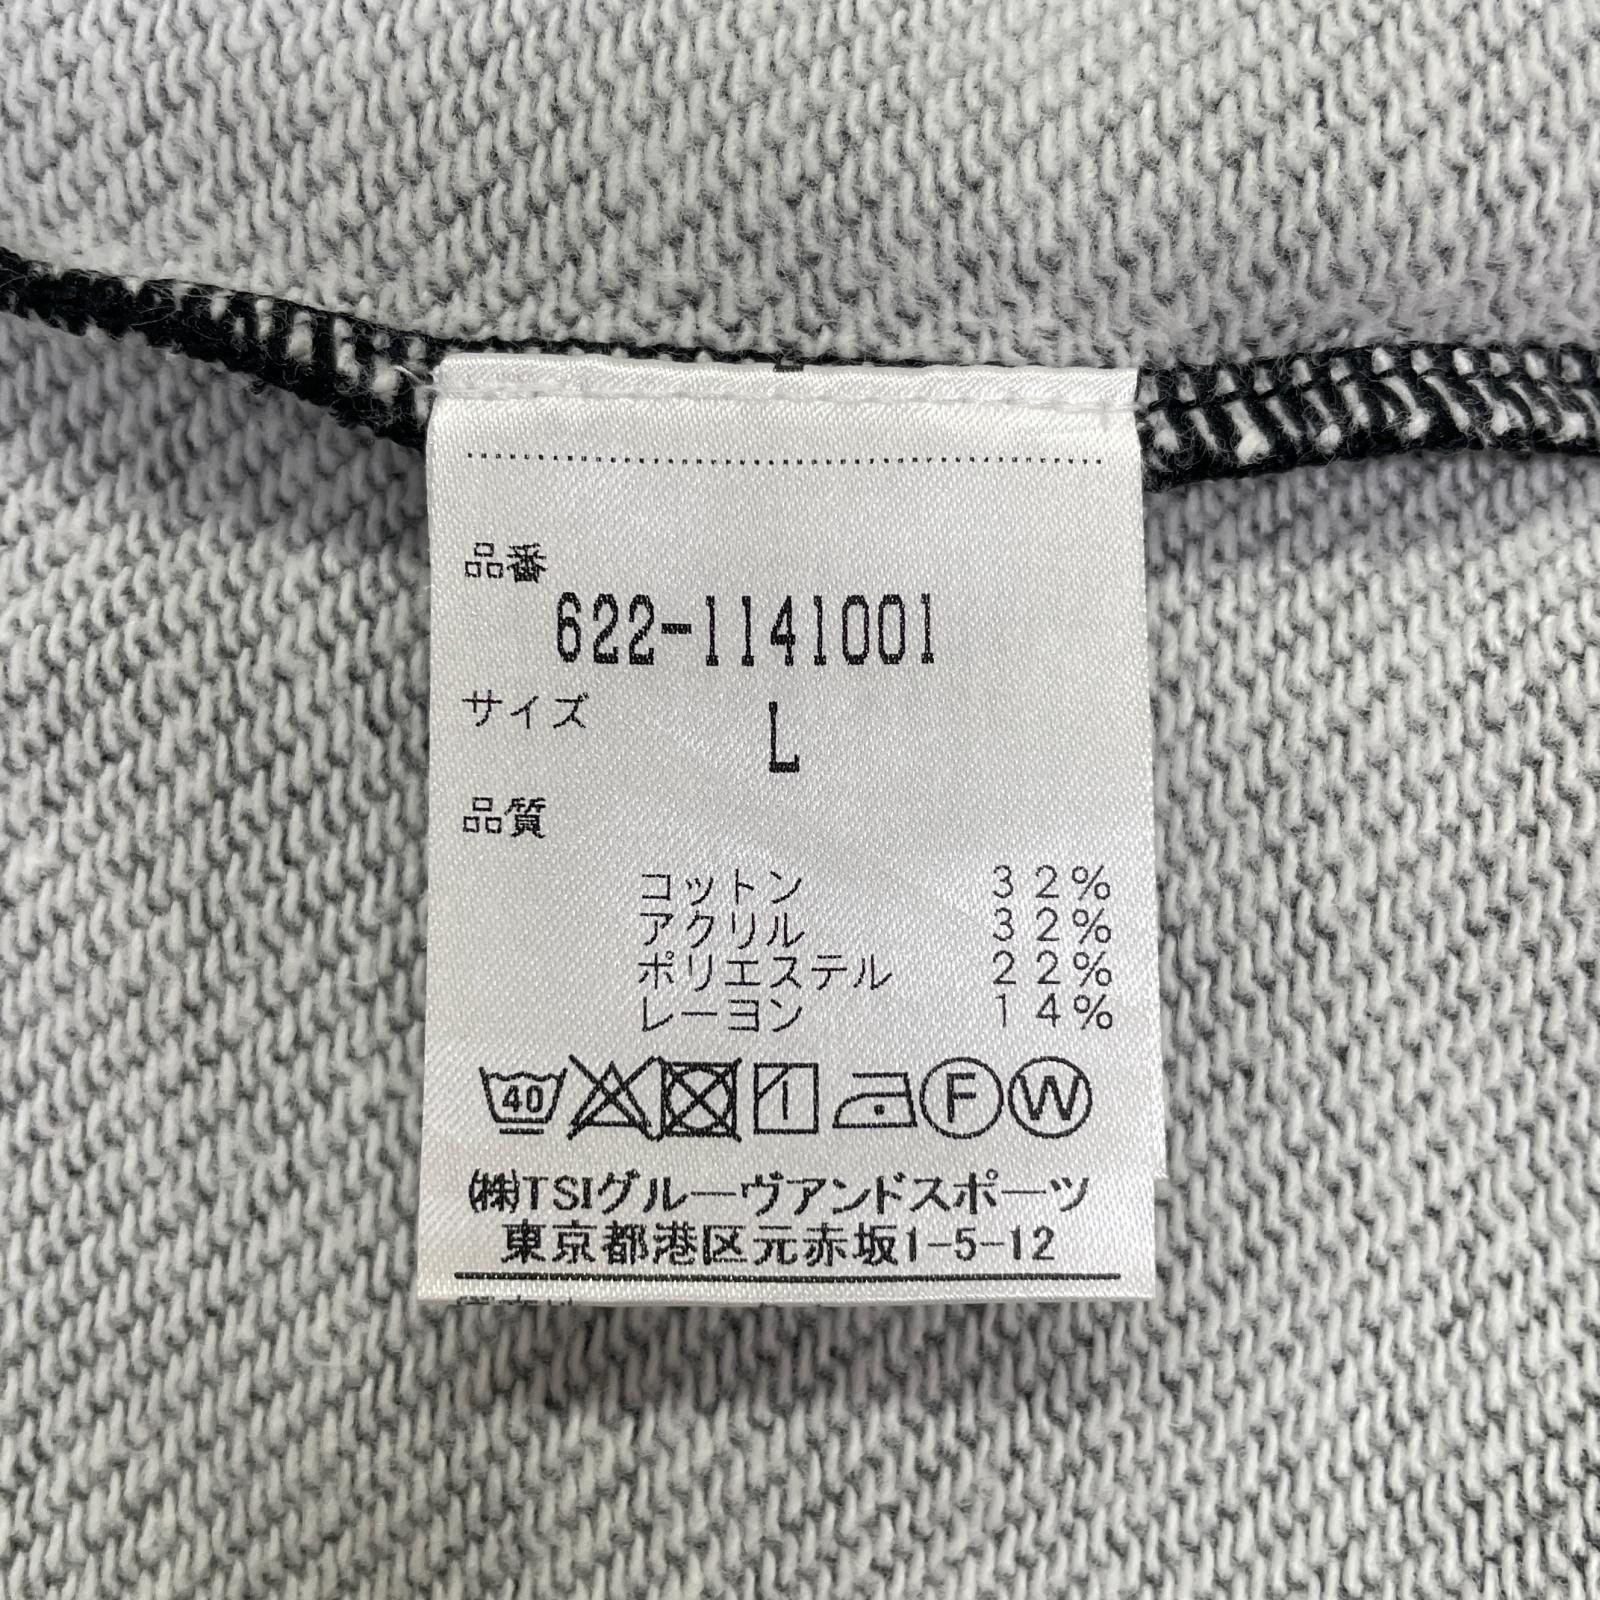 品番
622-1141001
サイズ
L
品質
コットン 32%
アクリル 32%
ポリエステル 22%
レーヨン 14%
40 F W
㈱TSIグルーヴアンドスポーツ
東京都港区元赤坂1-5-12